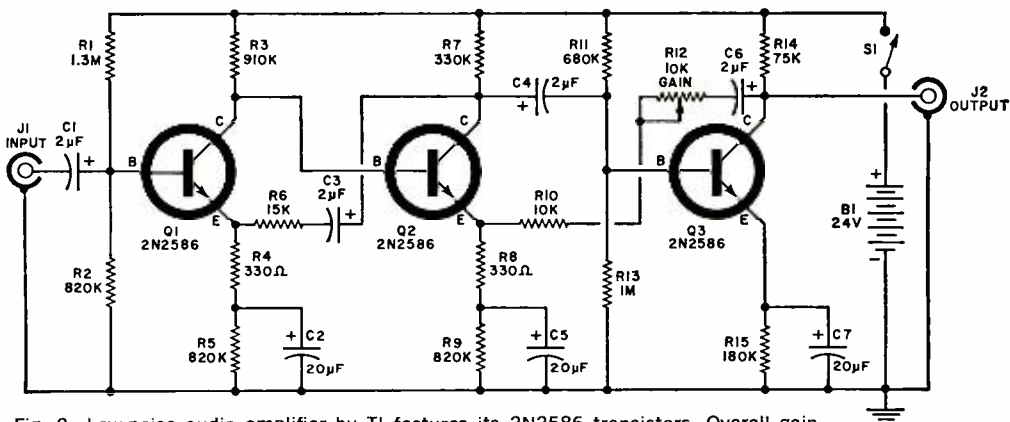 R1
1.3M
R3
910K
R7
330K
R11
680K
R12
10K
GAIN
C6
2µF
R14
75K
S1
J2
OUTPUT
C4
2µF
+
J1
INPUT
C1
2µF
+
B
C
E
Q1
2N2586
R6
15K
C3
2µF
+
B
C
E
Q2
2N2586
R10
10K
B
C
E
Q3
2N2586
+
+
B1
24V
-
R2
820K
R4
330Ω
R8
330Ω
R13
1M
R5
820K
+
C2
20µF
R9
820K
+
C5
20µF
R15
180K
+
C7
20µF
Low-noise audio amplifier by TI features its 2N2586 transistors. Overall gain